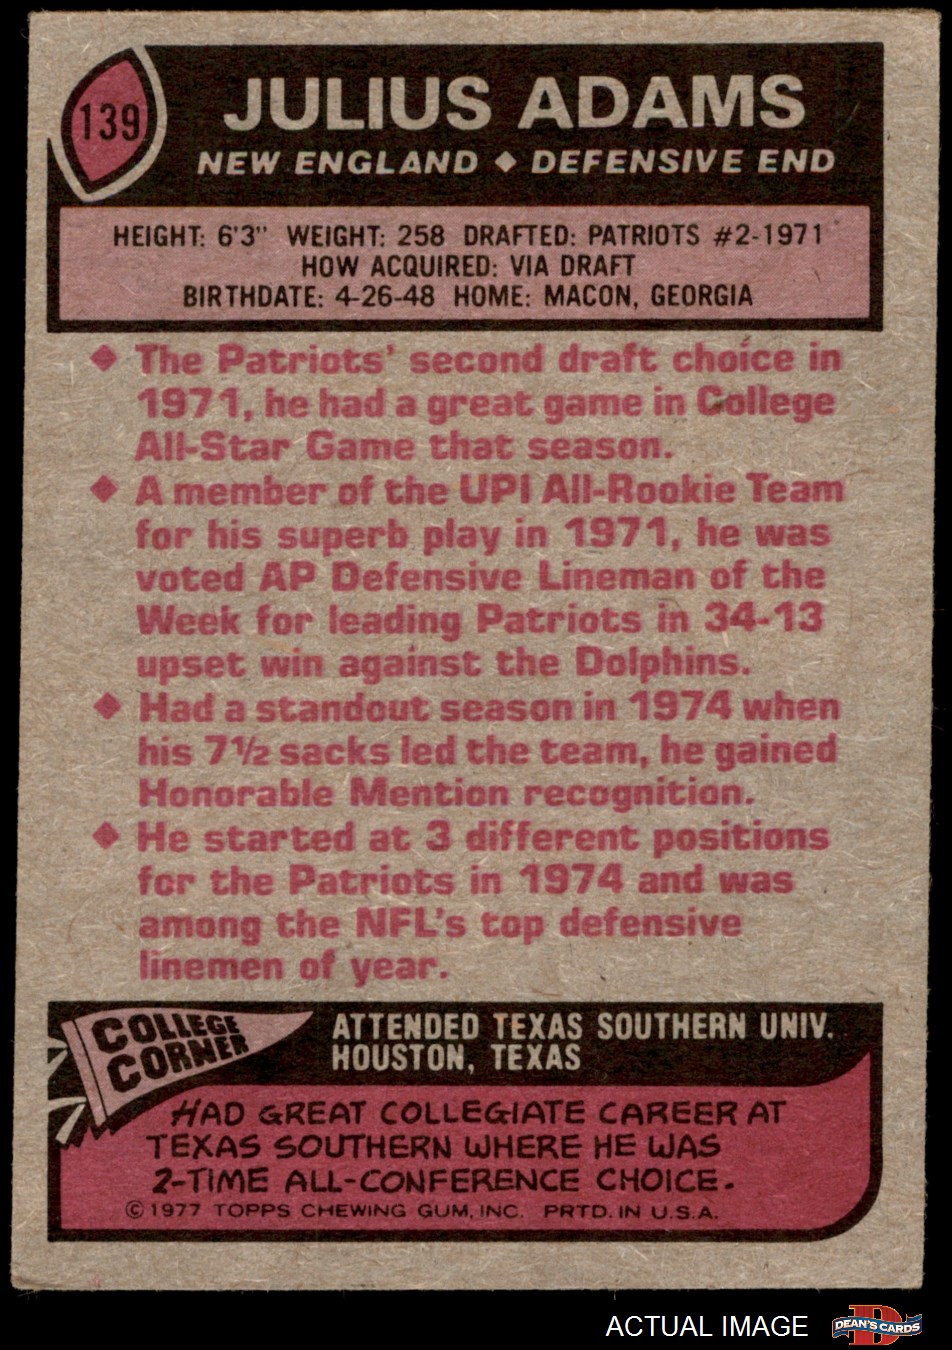 139
JULIUS ADAMS
NEW ENGLAND ◆ DEFENSIVE END
HEIGHT: 6'3" WEIGHT: 258 DRAFTED: PATRIOTS #2-1971
HOW ACQUIRED: VIA DRAFT
BIRTHDATE: 4-26-48 HOME: MACON, GEORGIA
◆ The Patriots' second draft choice in
1971, he had a great game in College
All-Star Game that season.
◆ A member of the UPI All-Rookie Team
for his superb play in 1971, he was
voted AP Defensive Lineman of the
Week for leading Patriots in 34-13
upset win against the Dolphins.
◆ Had a standout season in 1974 when
his 7½ sacks led the team, he gained
Honorable Mention recognition.
◆ He started at 3 different positions
for the Patriots in 1974 and was
among the NFL's top defensive
linemen of year.
COLLEGE
CORNER
ATTENDED TEXAS SOUTHERN UNIV.
HOUSTON, TEXAS
HAD GREAT COLLEGIATE CAREER AT
TEXAS SOUTHERN WHERE HE WAS
2-TIME ALL-CONFERENCE CHOICE.
©1977 TOPPS CHEWING GUM, INC. PRTD. IN U.S.A.
ACTUAL IMAGE
D
DEAN'S CARDS